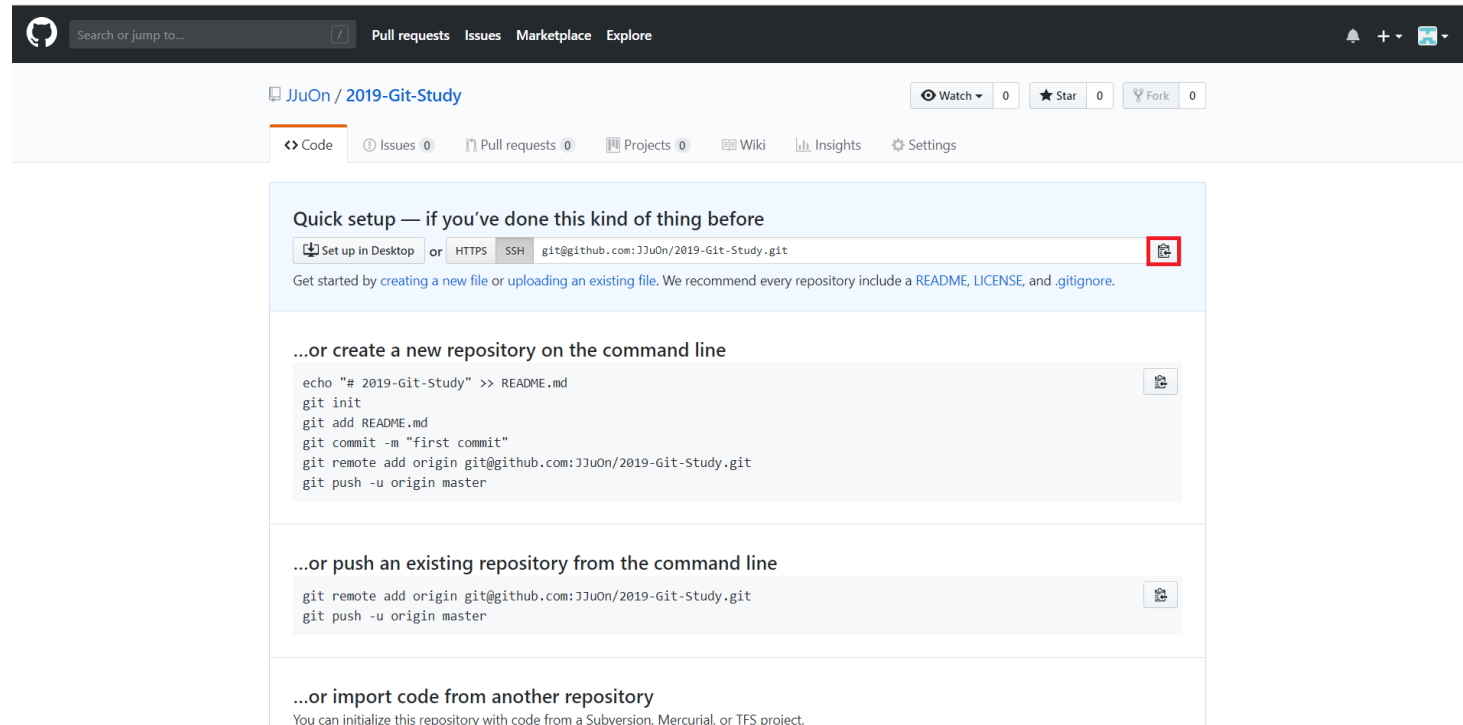 Search or jump to... /
Pull requests Issues Marketplace Explore
JJuOn / 2019-Git-Study
Watch 0 Star 0 Fork 0
Code Issues 0 Pull requests 0 Projects 0 Wiki Insights Settings
Quick setup — if you’ve done this kind of thing before
Set up in Desktop or HTTPS SSH git@github.com:JJuOn/2019-Git-Study.git
Get started by creating a new file or uploading an existing file. We recommend every repository include a README, LICENSE, and .gitignore.
…or create a new repository on the command line
echo "# 2019-Git-Study" >> README.md
git init
git add README.md
git commit -m "first commit"
git remote add origin git@github.com:JJuOn/2019-Git-Study.git
git push -u origin master
…or push an existing repository from the command line
git remote add origin git@github.com:JJuOn/2019-Git-Study.git
git push -u origin master
…or import code from another repository
You can initialize this repository with code from a Subversion, Mercurial, or TFS project.